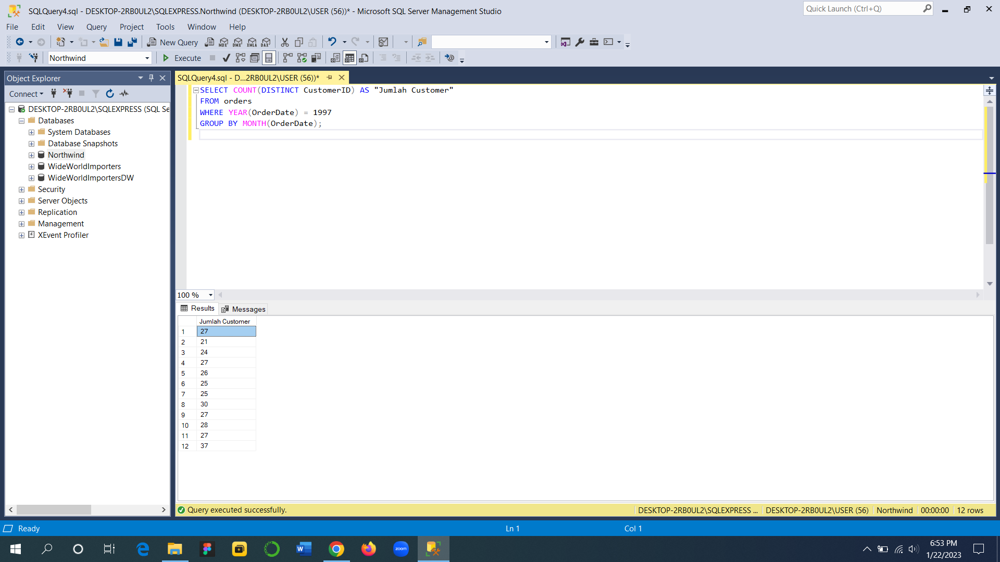 SQLQuery4.sql - DESKTOP-2RB0UL2\SQLEXPRESS.Northwind (DESKTOP-2RB0UL2\USER (56))* - Microsoft SQL Server Management Studio
Quick Launch (Ctrl+Q)
File Edit View Query Project Tools Window Help
New Query MDX DMX XMLA DAX
Northwind Execute
Object Explorer
SQLQuery4.sql - D...2RB0UL2\USER (56))*
Connect
DESKTOP-2RB0UL2\SQLEXPRESS (SQL Se
Databases
System Databases
Database Snapshots
Northwind
WideWorldImporters
WideWorldImportersDW
Security
Server Objects
Replication
Management
XEvent Profiler
SELECT COUNT(DISTINCT CustomerID) AS "Jumlah Customer"
FROM orders
WHERE YEAR(OrderDate) = 1997
GROUP BY MONTH(OrderDate);
100 %
Results Messages
Jumlah Customer
1 27
2 21
3 24
4 27
5 26
6 25
7 25
8 30
9 27
10 28
11 27
12 37
Query executed successfully.
DESKTOP-2RB0UL2\SQLEXPRESS ... DESKTOP-2RB0UL2\USER (56) Northwind 00:00:00 12 rows
Ready Ln 1 Col 1
zoom
6:53 PM
1/22/2023